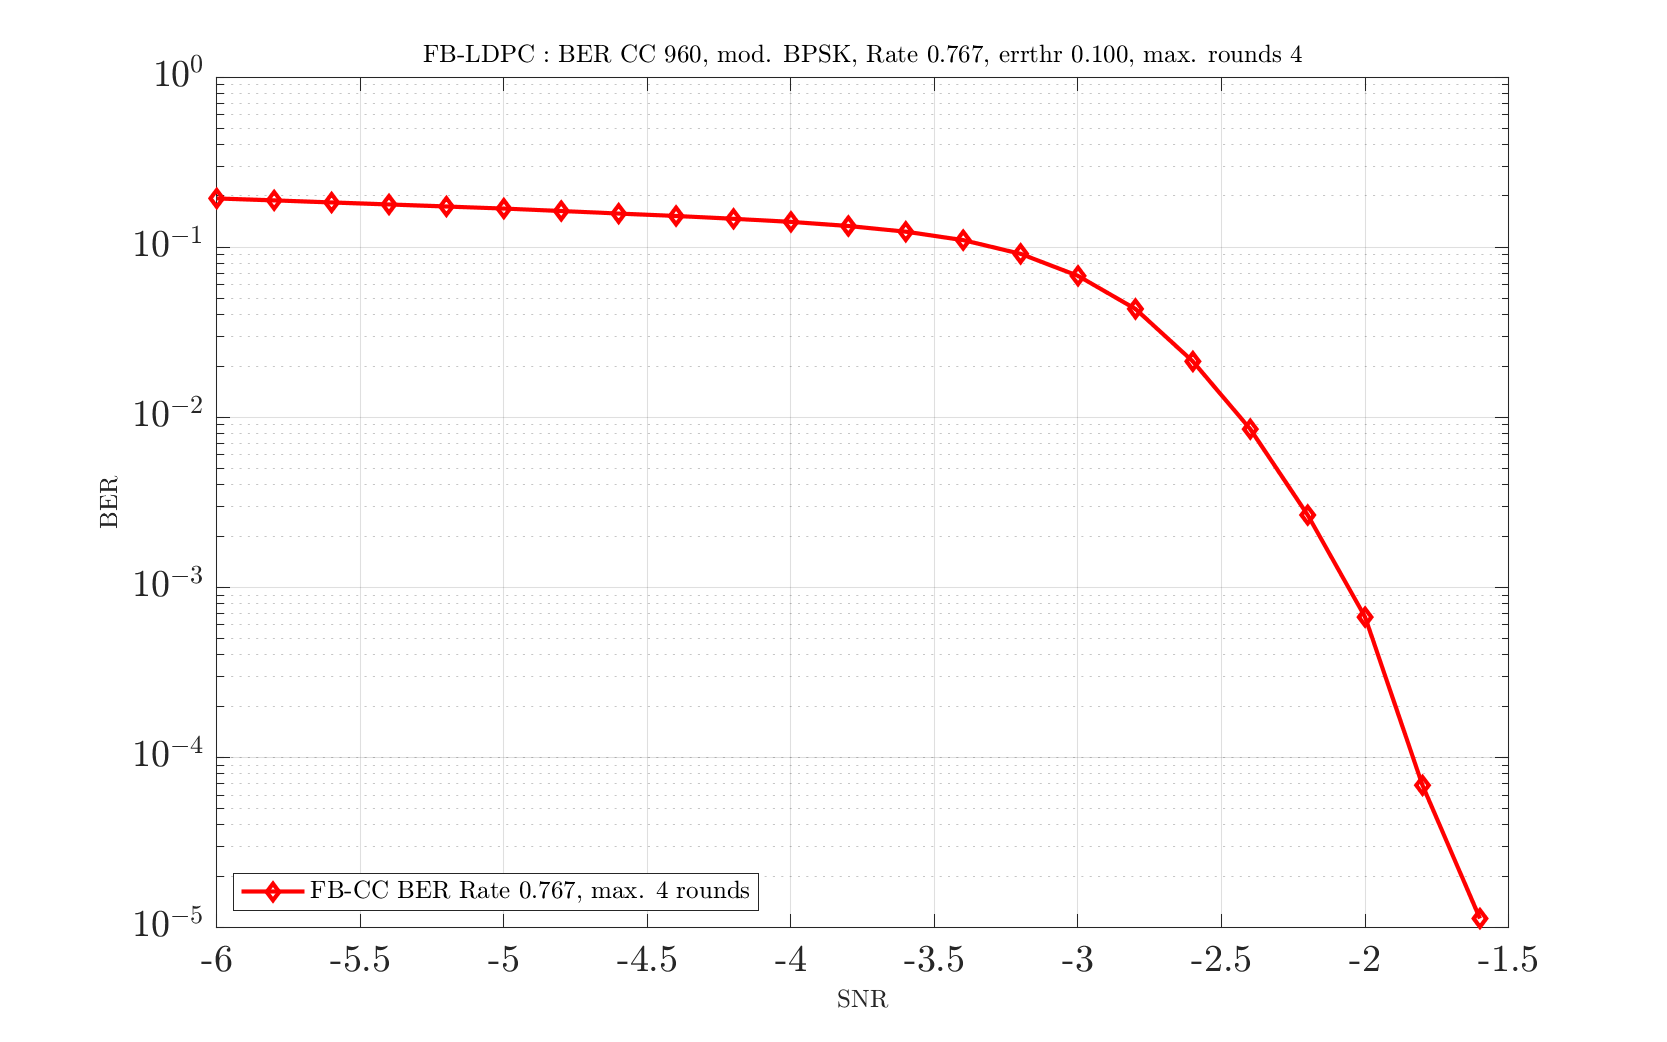 FB-LDPC : BER CC 960, mod. BPSK, Rate 0.767, errthr 0.100, max. rounds 4
10^0
10^-1
10^-2
10^-3
10^-4
10^-5
BER
FB-CC BER Rate 0.767, max. 4 rounds
-6 -5.5 -5 -4.5 -4 -3.5 -3 -2.5 -2 -1.5
SNR